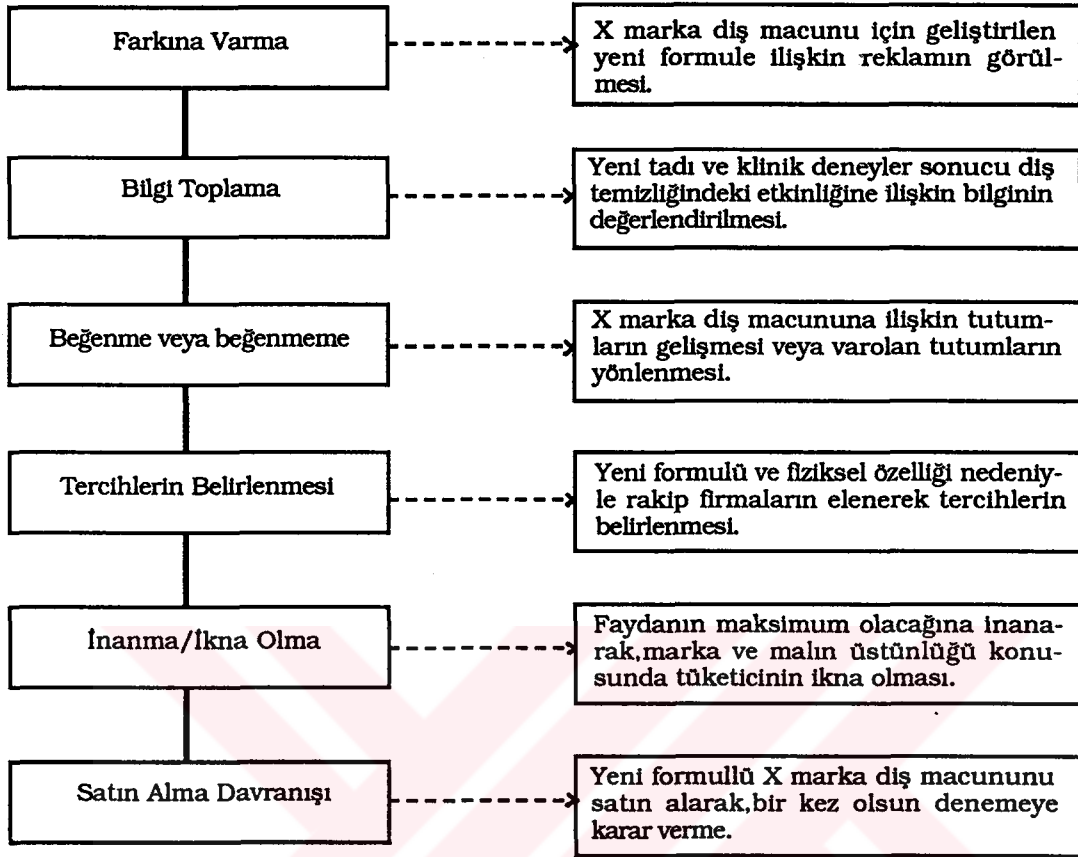 Farkına Varma
X marka diş macunu için geliştirilen
yeni formule ilişkin reklamın görül-
mesi.
Bilgi Toplama
Yeni tadı ve klinik deneyler sonucu diş
temizliğindeki etkinliğine ilişkin bilginin
değerlendirilmesi.
Beğenme veya beğenmeme
X marka diş macununa ilişkin tutum-
ların gelişmesi veya varolan tutumların
yönlenmesi.
Tercihlerin Belirlenmesi
Yeni formulü ve fiziksel özelliği nedeniy-
le rakip firmaların elenerek tercihlerin
belirlenmesi.
İnanma/İkna Olma
Faydanın maksimum olacağına inana-
rak,marka ve malın üstünlüğü konu-
sunda tüketicinin ikna olması.
Satın Alma Davranışı
Yeni formullü X marka diş macununu
satın alarak,bir kez olsun denemeye
karar verme.